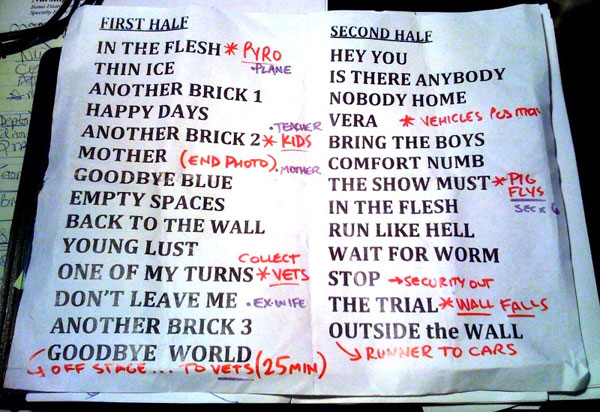 FIRST HALF
IN THE FLESH * PYRO
• PLANE
THIN ICE
ANOTHER BRICK 1
HAPPY DAYS
• TEACHER
ANOTHER BRICK 2 * KIDS
MOTHER (END PHOTO). MOTHER
GOODBYE BLUE
EMPTY SPACES
BACK TO THE WALL
YOUNG LUST
COLLECT
ONE OF MY TURNS * VETS
DON'T LEAVE ME • EX-WIFE
ANOTHER BRICK 3
GOODBYE WORLD
→ OFF STAGE... TO VETS (25MIN)
SECOND HALF
HEY YOU
IS THERE ANYBODY
NOBODY HOME
VERA * VEHICLES POSITION
BRING THE BOYS
COMFORT NUMB
THE SHOW MUST * PIG
FLYS
IN THE FLESH
RUN LIKE HELL
WAIT FOR WORM
STOP → SECURITY OUT
THE TRIAL * WALL FALLS
OUTSIDE the WALL
↘ RUNNER TO CARS